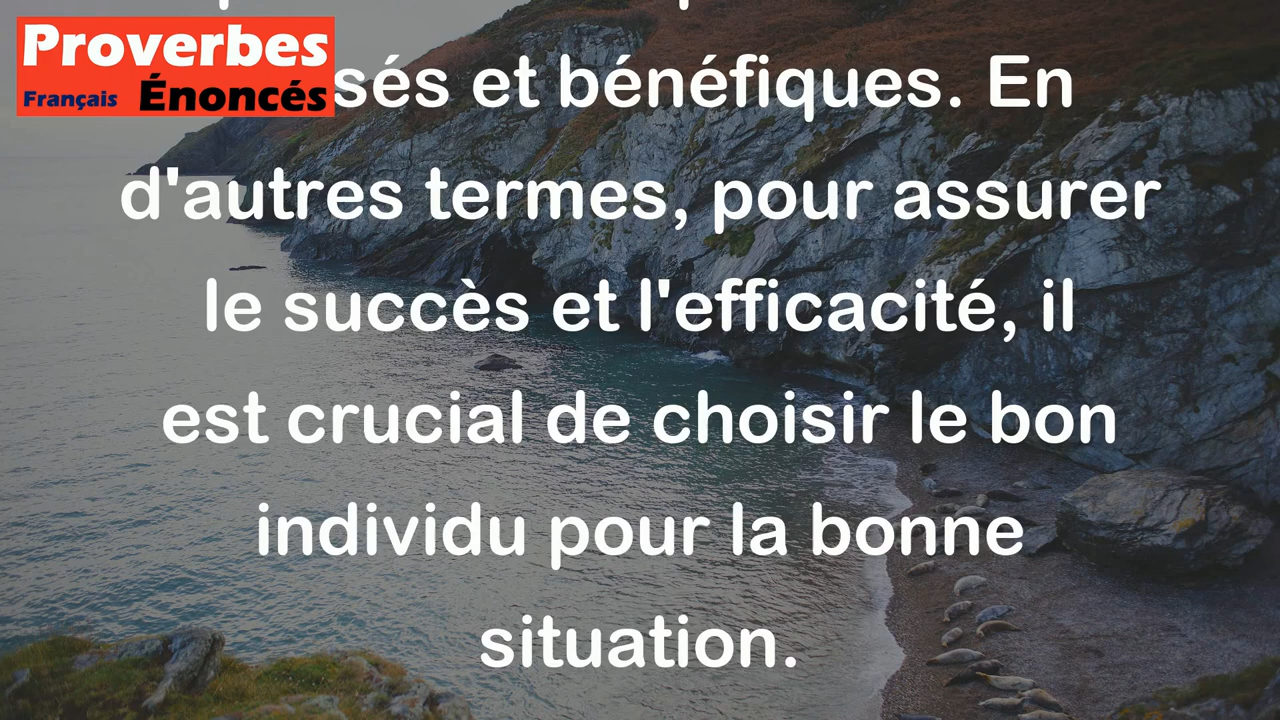 Proverbes
Français Énoncés
sés et bénéfiques. En
d'autres termes, pour assurer
le succès et l'efficacité, il
est crucial de choisir le bon
individu pour la bonne
situation.